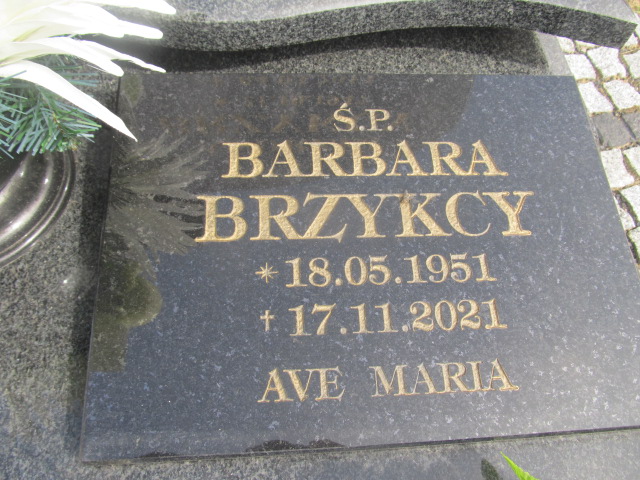 Ś.P.
BARBARA
BRZYKCY
* 18.05.1951
† 17.11.2021
AVE MARIA